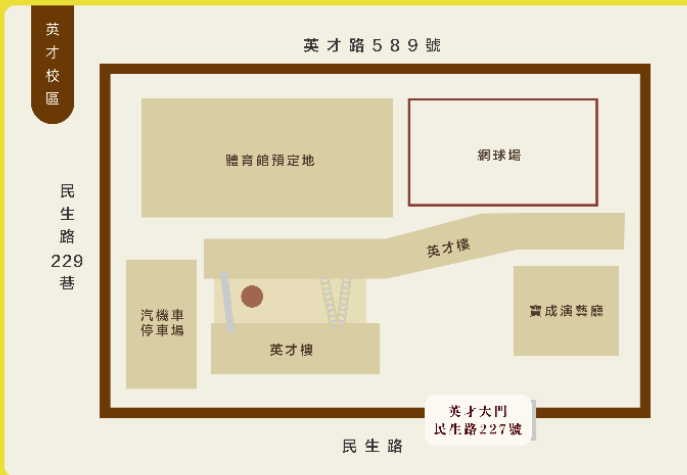 英才校區
英才路589號
體育館預定地
網球場
民生路229巷
英才樓
汽機車
停車場
寶成演藝廳
英才樓
英才大門
民生路227號
民生路